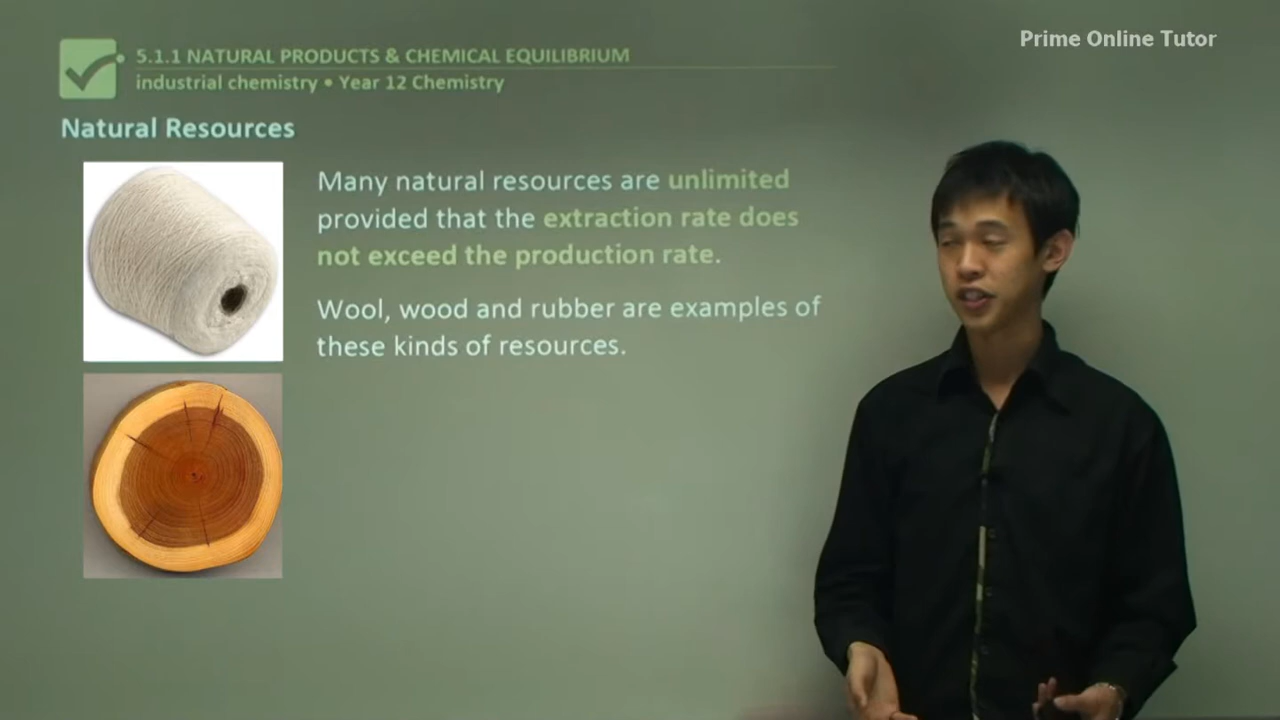 Prime Online Tutor
5.1.1 NATURAL PRODUCTS & CHEMICAL EQUILIBRIUM
industrial chemistry • Year 12 Chemistry
Natural Resources
Many natural resources are unlimited
provided that the extraction rate does
not exceed the production rate.
Wool, wood and rubber are examples of
these kinds of resources.